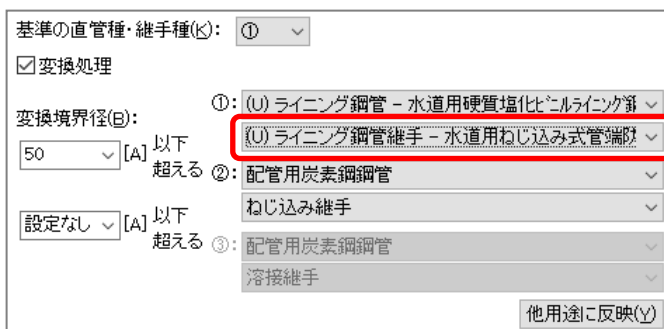 基準の直管種・継手種(K): ①
変換処理
変換境界径(B):
①: (U) ライニング鋼管 － 水道用硬質塩化ビニルライニング鋼
(U) ライニング鋼管継手 － 水道用ねじ込み式管端防
50 [A] 以下
超える ②: 配管用炭素鋼鋼管
ねじ込み継手
設定なし [A] 以下
超える ③: 配管用炭素鋼鋼管
溶接継手
他用途に反映(Y)